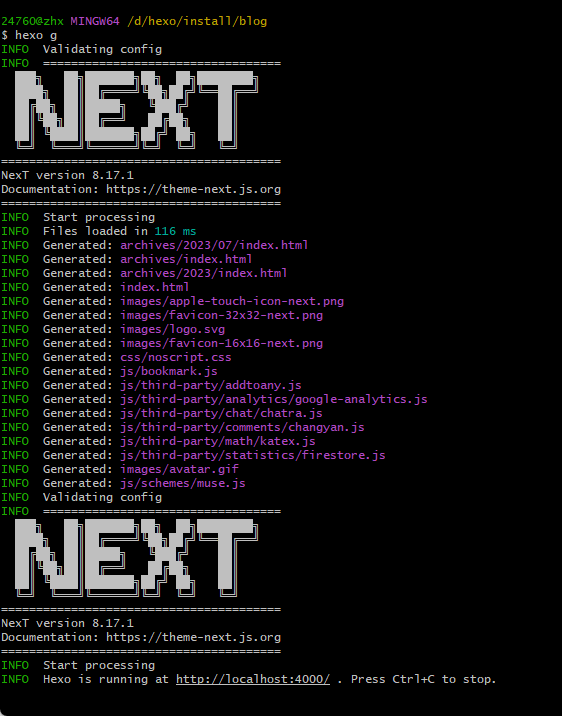 24760@zhx MINGW64 /d/hexo/install/blog
$ hexo g
INFO  Validating config
INFO  ==================================
NEXT
========================================
NexT version 8.17.1
Documentation: https://theme-next.js.org
========================================
INFO  Start processing
INFO  Files loaded in 116 ms
INFO  Generated: archives/2023/07/index.html
INFO  Generated: archives/index.html
INFO  Generated: archives/2023/index.html
INFO  Generated: index.html
INFO  Generated: images/apple-touch-icon-next.png
INFO  Generated: images/favicon-32x32-next.png
INFO  Generated: images/logo.svg
INFO  Generated: images/favicon-16x16-next.png
INFO  Generated: css/noscript.css
INFO  Generated: js/bookmark.js
INFO  Generated: js/third-party/addtoany.js
INFO  Generated: js/third-party/analytics/google-analytics.js
INFO  Generated: js/third-party/chat/chatra.js
INFO  Generated: js/third-party/comments/changyan.js
INFO  Generated: js/third-party/math/katex.js
INFO  Generated: js/third-party/statistics/firestore.js
INFO  Generated: images/avatar.gif
INFO  Generated: js/schemes/muse.js
INFO  Validating config
INFO  ==================================
NEXT
========================================
NexT version 8.17.1
Documentation: https://theme-next.js.org
========================================
INFO  Start processing
INFO  Hexo is running at http://localhost:4000/ . Press Ctrl+C to stop.